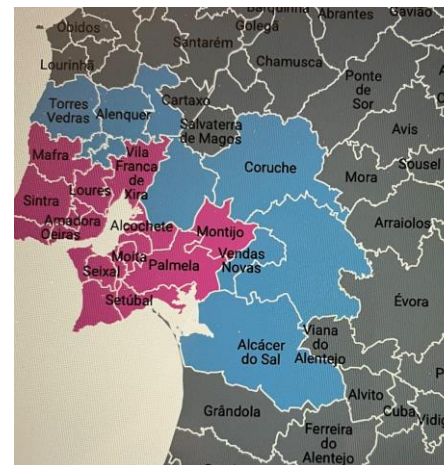 Abrantes
Gavião
Golegã
Óbidos
Santarém
Chamusca
Lourinhã
Ponte
de
Sor
Cartaxo
Torres
Vedras
Alenquer
Salvaterra
de Magos
Avis
Mafra
Vila
Franca
de
Xira
Coruche
Mora
Sousel
Sintra
Loures
Amadora
Oeiras
Alcochete
Montijo
Arraiolos
Moita
Seixal
Palmela
Vendas
Novas
Setúbal
Évora
Viana
do
Alentejo
Alcácer
do Sal
Alvito
Cuba
Vidig
Grândola
Ferreira
do
Alentejo